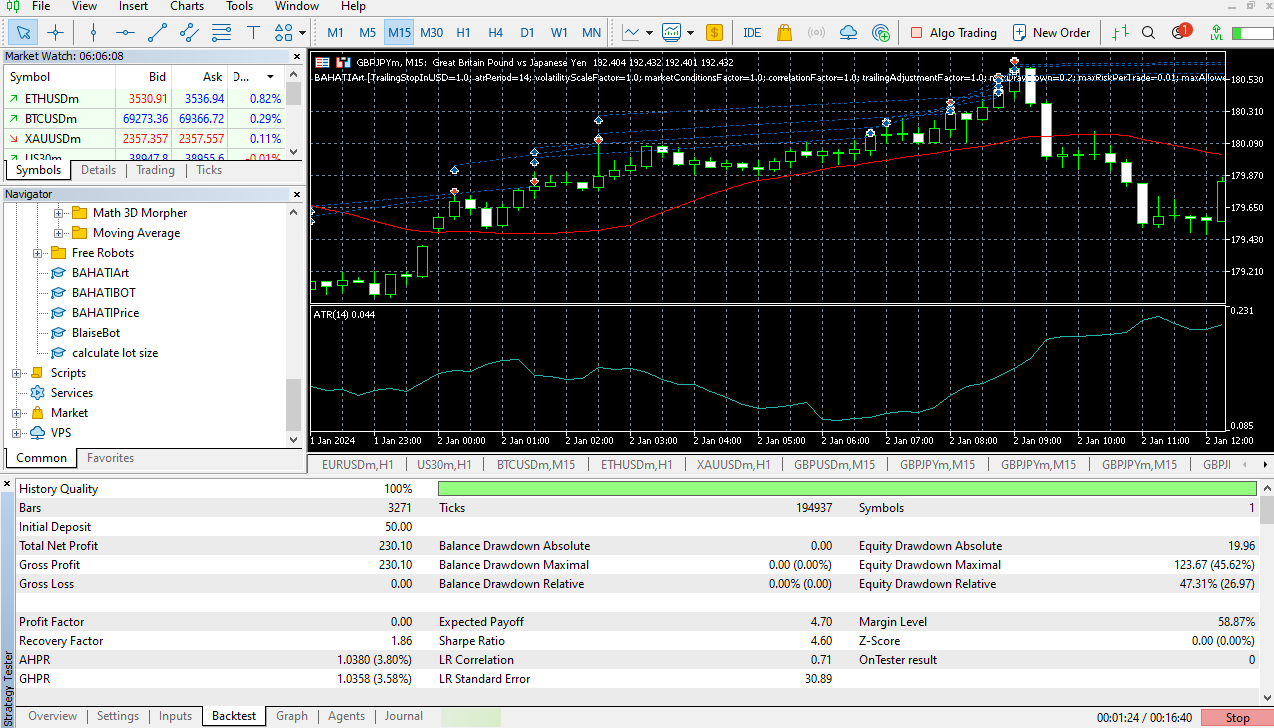 File View Insert Charts Tools Window Help
M1 M5 M15 M30 H1 H4 D1 W1 MN $ IDE Algo Trading New Order 1 LVL
Market Watch: 06:06:08
Symbol Bid Ask D...
ETHUSDm 3530.91 3536.94 0.82%
BTCUSDm 69273.36 69366.72 0.29%
XAUUSDm 2357.357 2357.557 0.11%
US30m 38947.8 38955.6 -0.01%
Symbols Details Trading Ticks
Navigator
Math 3D Morpher
Moving Average
Free Robots
BAHATIArt
BAHATIBOT
BAHATIPrice
BlaiseBot
calculate lot size
Scripts
Services
Market
VPS
Common Favorites
GBPJPYm, M15: Great Britain Pound vs Japanese Yen 192.404 192.432 192.401 192.432
BAHATIArt [TrailingStopInUSD=1.0; atrPeriod=14; volatilityScaleFactor=1.0; marketConditionsFactor=1.0; correlationFactor=1.0; trailingAdjustmentFactor=1.0; =0.2; maxRiskPerTrade=0.01;
180.530
180.310
180.090
179.870
179.650
179.430
179.210
ATR(14) 0.044
0.231
0.085
1 Jan 2024 1 Jan 23:00 2 Jan 00:00 2 Jan 01:00 2 Jan 02:00 2 Jan 03:00 2 Jan 04:00 2 Jan 05:00 2 Jan 06:00 2 Jan 07:00 2 Jan 08:00 2 Jan 09:00 2 Jan 10:00 2 Jan 11:00 2 Jan 12:00
EURUSDm,H1 US30m,H1 BTCUSDm,M15 ETHUSDm,H1 XAUUSDm,H1 GBPUSDm,M15 GBPJPYm,M15 GBPJPYm,M15 GBPJPYm,M15 GBPJ
History Quality 100%
Bars 3271 Ticks 194937 Symbols 1
Initial Deposit 50.00
Total Net Profit 230.10 Balance Drawdown Absolute 0.00 Equity Drawdown Absolute 19.96
Gross Profit 230.10 Balance Drawdown Maximal 0.00 (0.00%) Equity Drawdown Maximal 123.67 (45.62%)
Gross Loss 0.00 Balance Drawdown Relative 0.00% (0.00) Equity Drawdown Relative 47.31% (26.97)
Profit Factor 0.00 Expected Payoff 4.70 Margin Level 58.87%
Recovery Factor 1.86 Sharpe Ratio 4.60 Z-Score 0.00 (0.00%)
AHPR 1.0380 (3.80%) LR Correlation 0.71 OnTester result 0
GHPR 1.0358 (3.58%) LR Standard Error 30.89
Strategy Tester
Overview Settings Inputs Backtest Graph Agents Journal 00:01:24 / 00:16:40 Stop